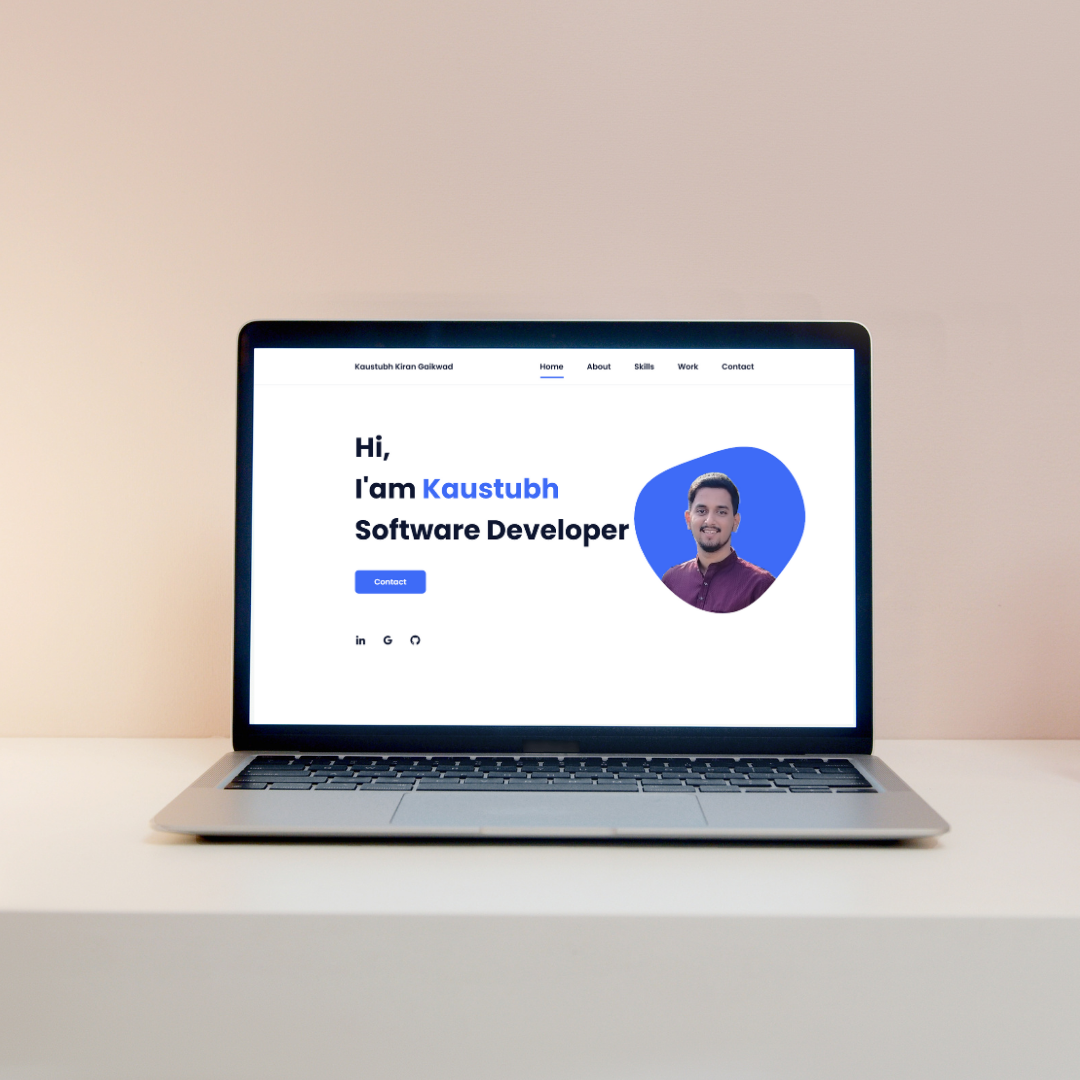 Kaustubh Kiran Gaikwad Home About Skills Work Contact
Hi,
I'am Kaustubh
Software Developer
Contact
in G